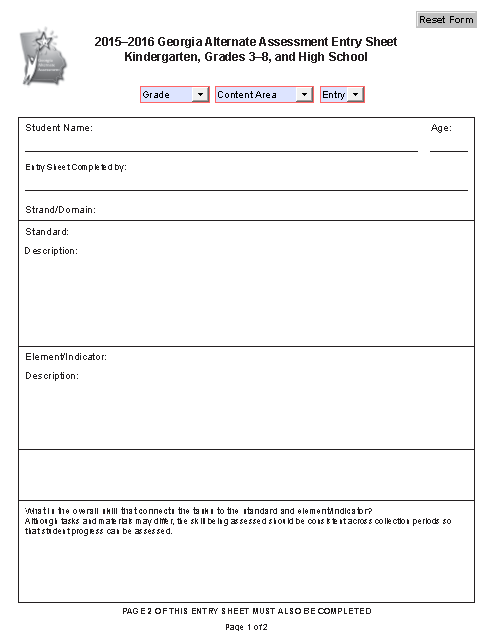 Reset Form
2015–2016 Georgia Alternate Assessment Entry Sheet
Kindergarten, Grades 3–8, and High School
Grade Content Area Entry
Student Name: Age:
Entry Sheet Completed by:
Strand/Domain:
Standard:
Description:
Element/Indicator:
Description:
What is the overall skill that connects the tasks to the standard and element/indicator?
Although tasks and materials may differ, the skill being assessed should be consistent across collection periods so
that student progress can be assessed.
PAGE 2 OF THIS ENTRY SHEET MUST ALSO BE COMPLETED
Page 1 of 2